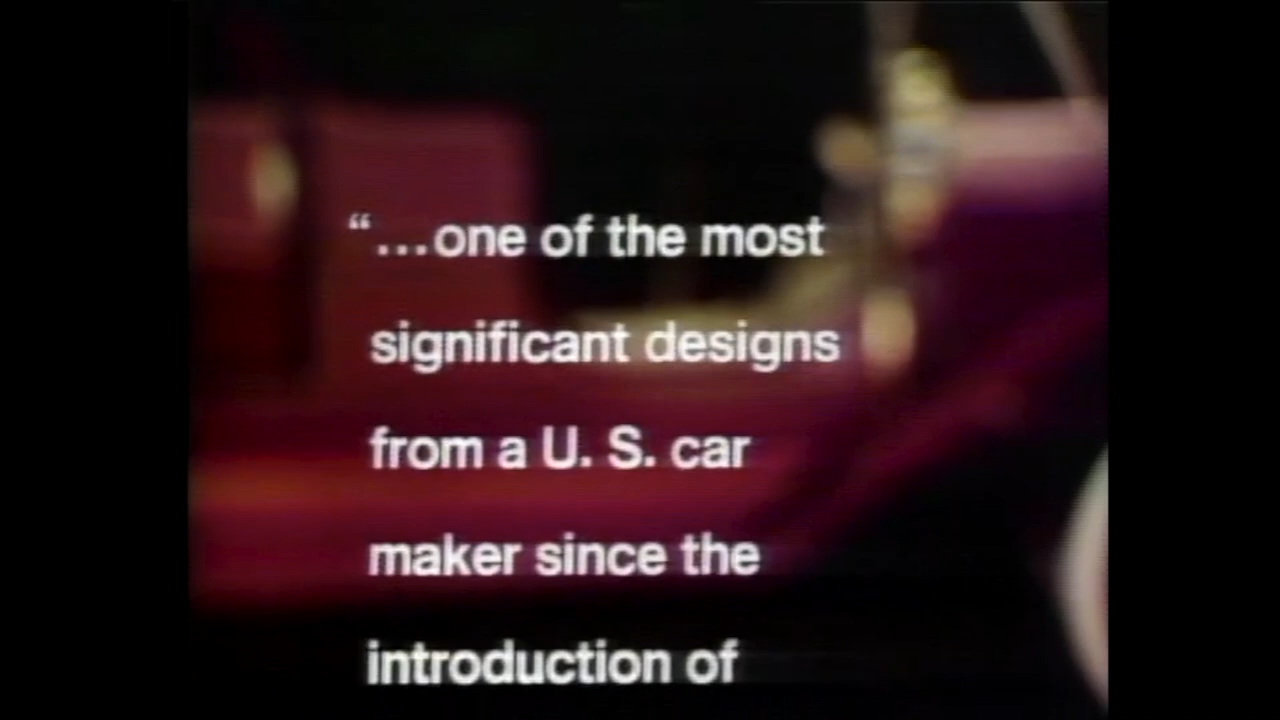 “...one of the most
significant designs
from a U. S. car
maker since the
introduction of